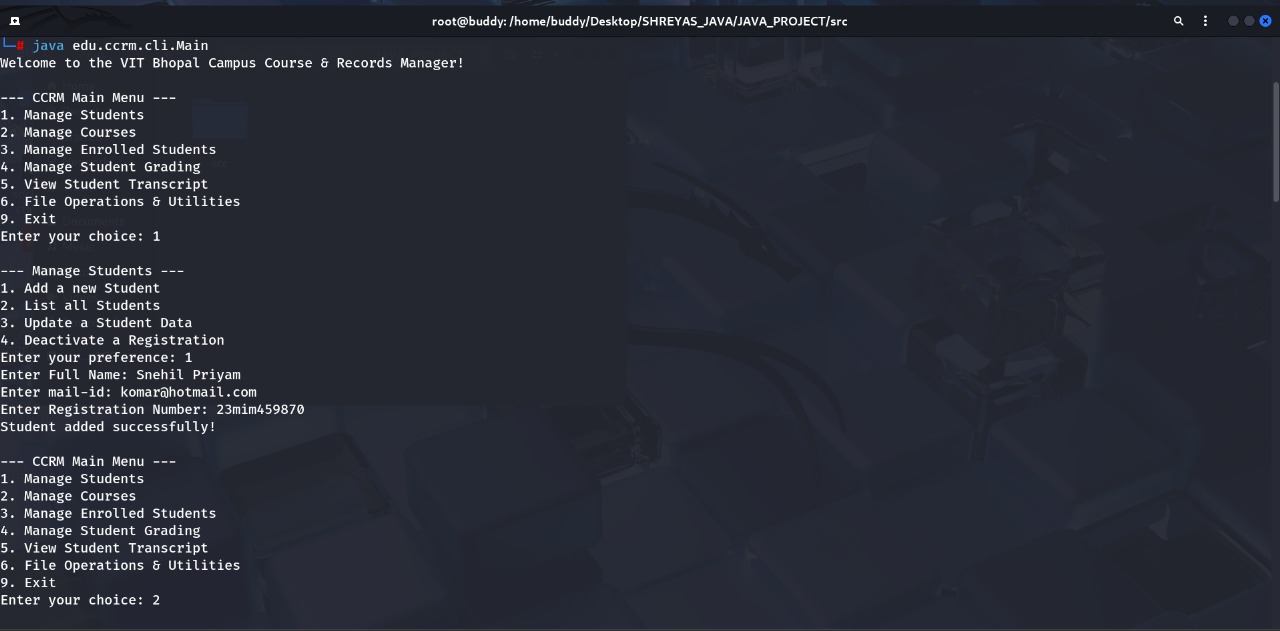 root@buddy: /home/buddy/Desktop/SHREYAS_JAVA/JAVA_PROJECT/src
└─# java edu.ccrm.cli.Main
Welcome to the VIT Bhopal Campus Course & Records Manager!
--- CCRM Main Menu ---
1. Manage Students
2. Manage Courses
3. Manage Enrolled Students
4. Manage Student Grading
5. View Student Transcript
6. File Operations & Utilities
9. Exit
Enter your choice: 1
--- Manage Students ---
1. Add a new Student
2. List all Students
3. Update a Student Data
4. Deactivate a Registration
Enter your preference: 1
Enter Full Name: Snehil Priyam
Enter mail-id: komar@hotmail.com
Enter Registration Number: 23mim459870
Student added successfully!
--- CCRM Main Menu ---
1. Manage Students
2. Manage Courses
3. Manage Enrolled Students
4. Manage Student Grading
5. View Student Transcript
6. File Operations & Utilities
9. Exit
Enter your choice: 2